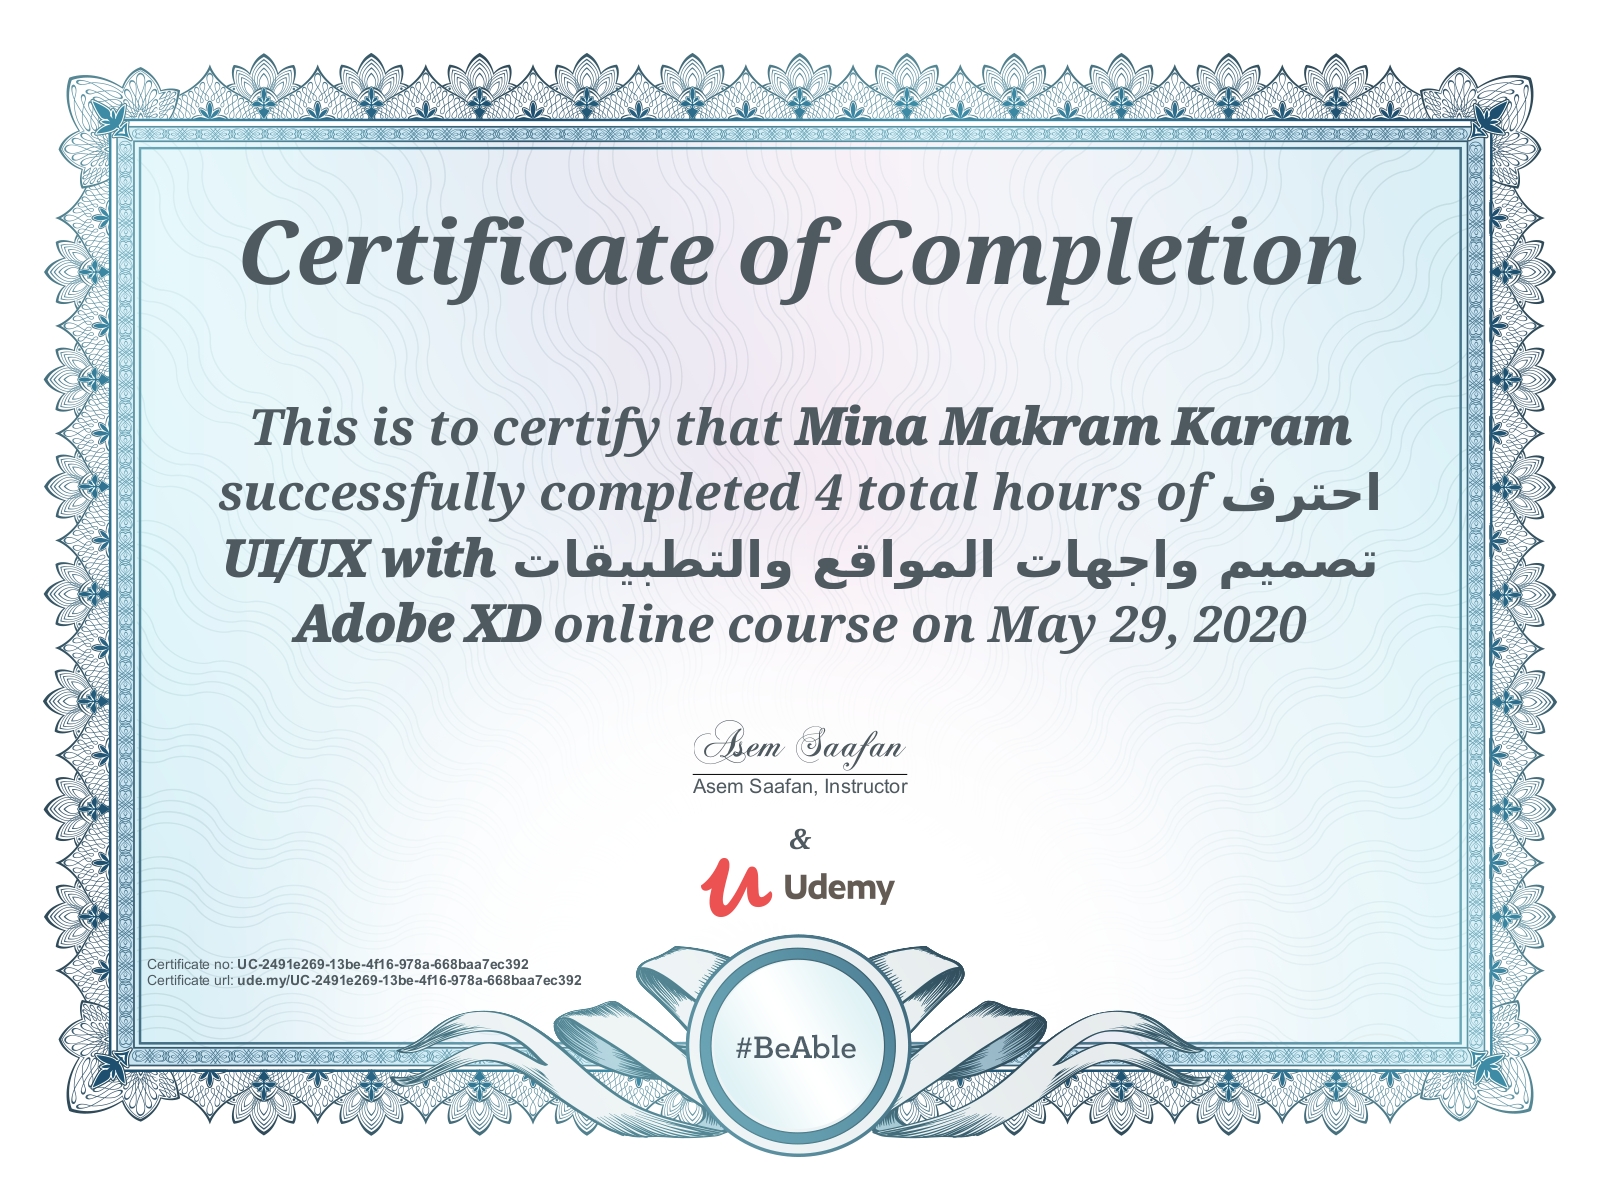 Certificate of Completion
This is to certify that Mina Makram Karam
successfully completed 4 total hours of احترف
تصميم واجهات المواقع والتطبيقات UI/UX with
Adobe XD online course on May 29, 2020
Asem Saafan
Asem Saafan, Instructor
&
Udemy
Certificate no: UC-2491e269-13be-4f16-978a-668baa7ec392
Certificate url: ude.my/UC-2491e269-13be-4f16-978a-668baa7ec392
#BeAble